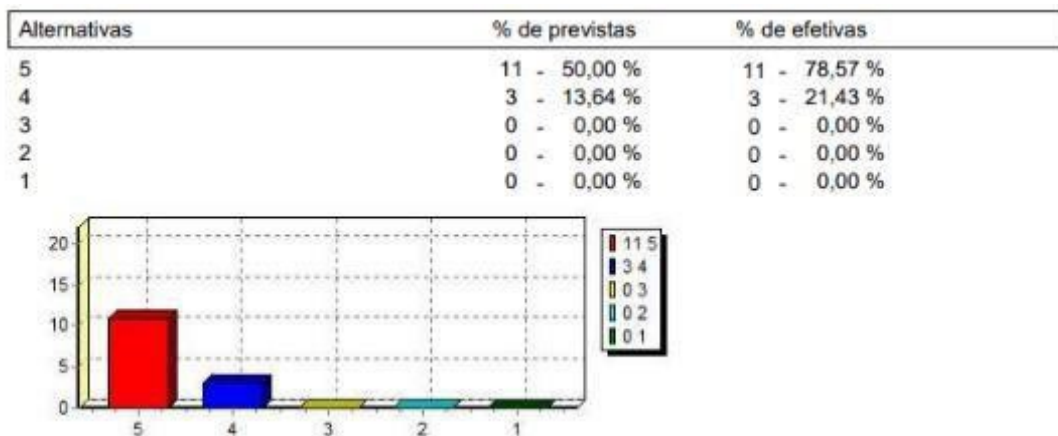 Alternativas % de previstas % de efetivas
5 11 - 50,00 % 11 - 78,57 %
4 3 - 13,64 % 3 - 21,43 %
3 0 - 0,00 % 0 - 0,00 %
2 0 - 0,00 % 0 - 0,00 %
1 0 - 0,00 % 0 - 0,00 %
20
15
10
5
0
5 4 3 2 1
11 5
3 4
0 3
0 2
0 1